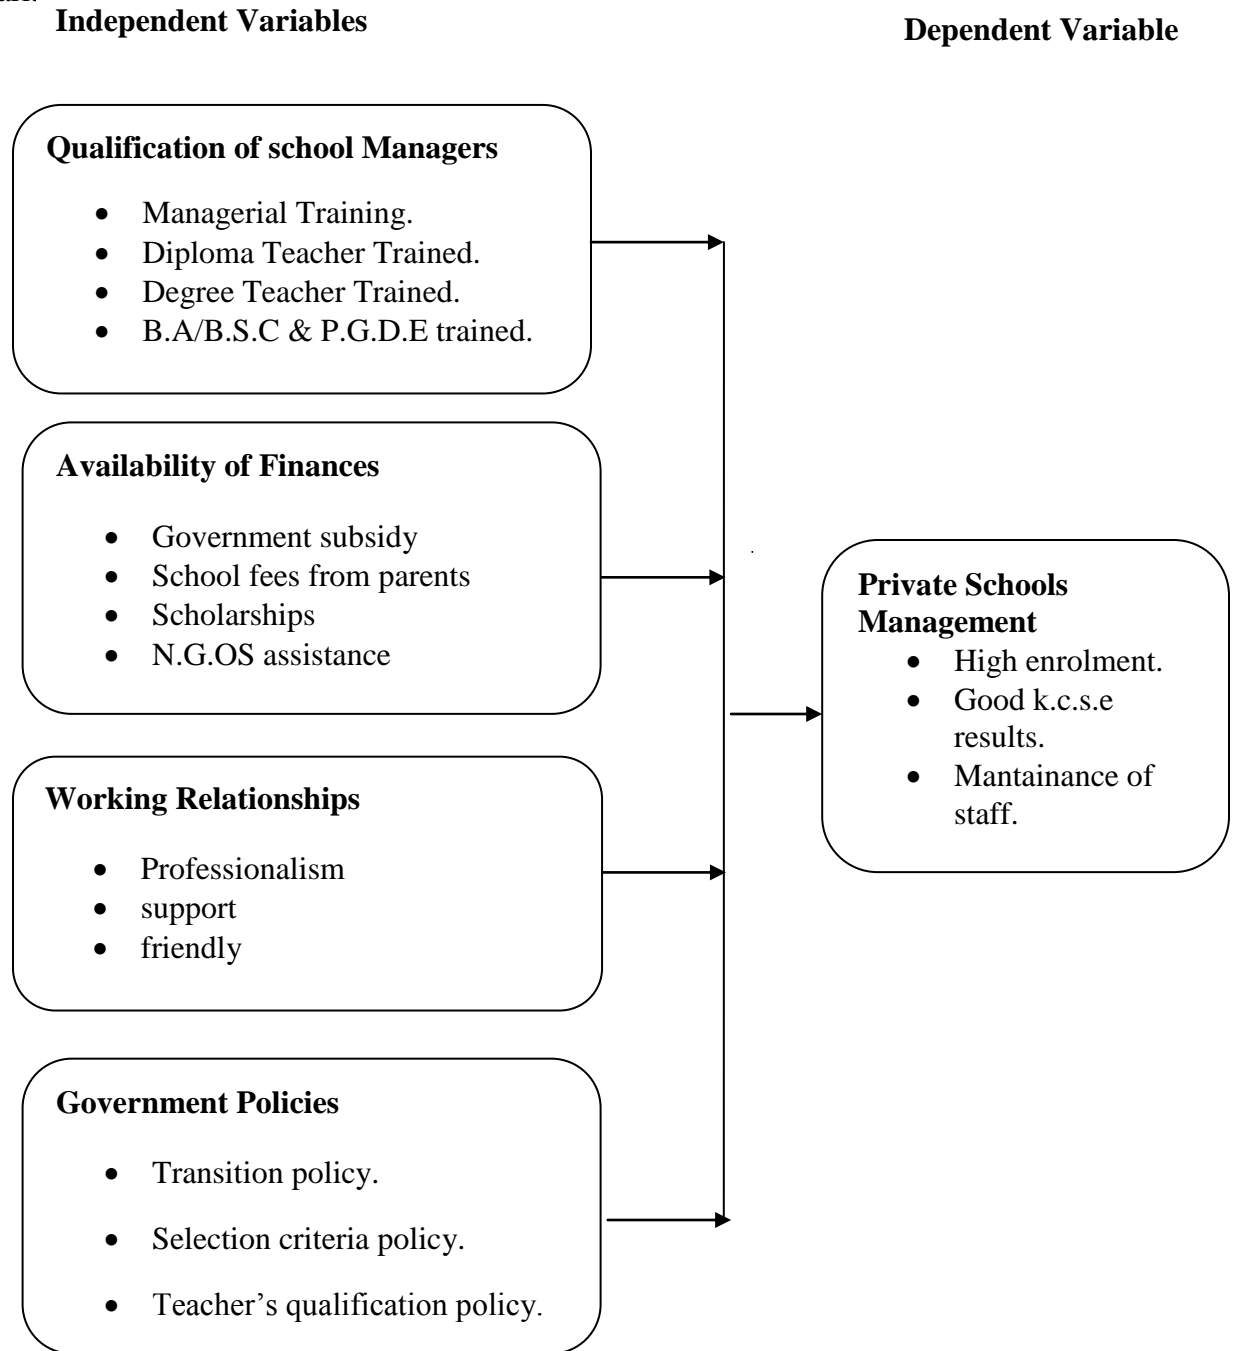 Independent Variables
Dependent Variable
Qualification of school Managers
• Managerial Training.
• Diploma Teacher Trained.
• Degree Teacher Trained.
• B.A/B.S.C & P.G.D.E trained.
Availability of Finances
• Government subsidy
• School fees from parents
• Scholarships
• N.G.OS assistance
Working Relationships
• Professionalism
• support
• friendly
Government Policies
• Transition policy.
• Selection criteria policy.
• Teacher’s qualification policy.
Private Schools
Management
• High enrolment.
• Good k.c.s.e
results.
• Mantainance of
staff.